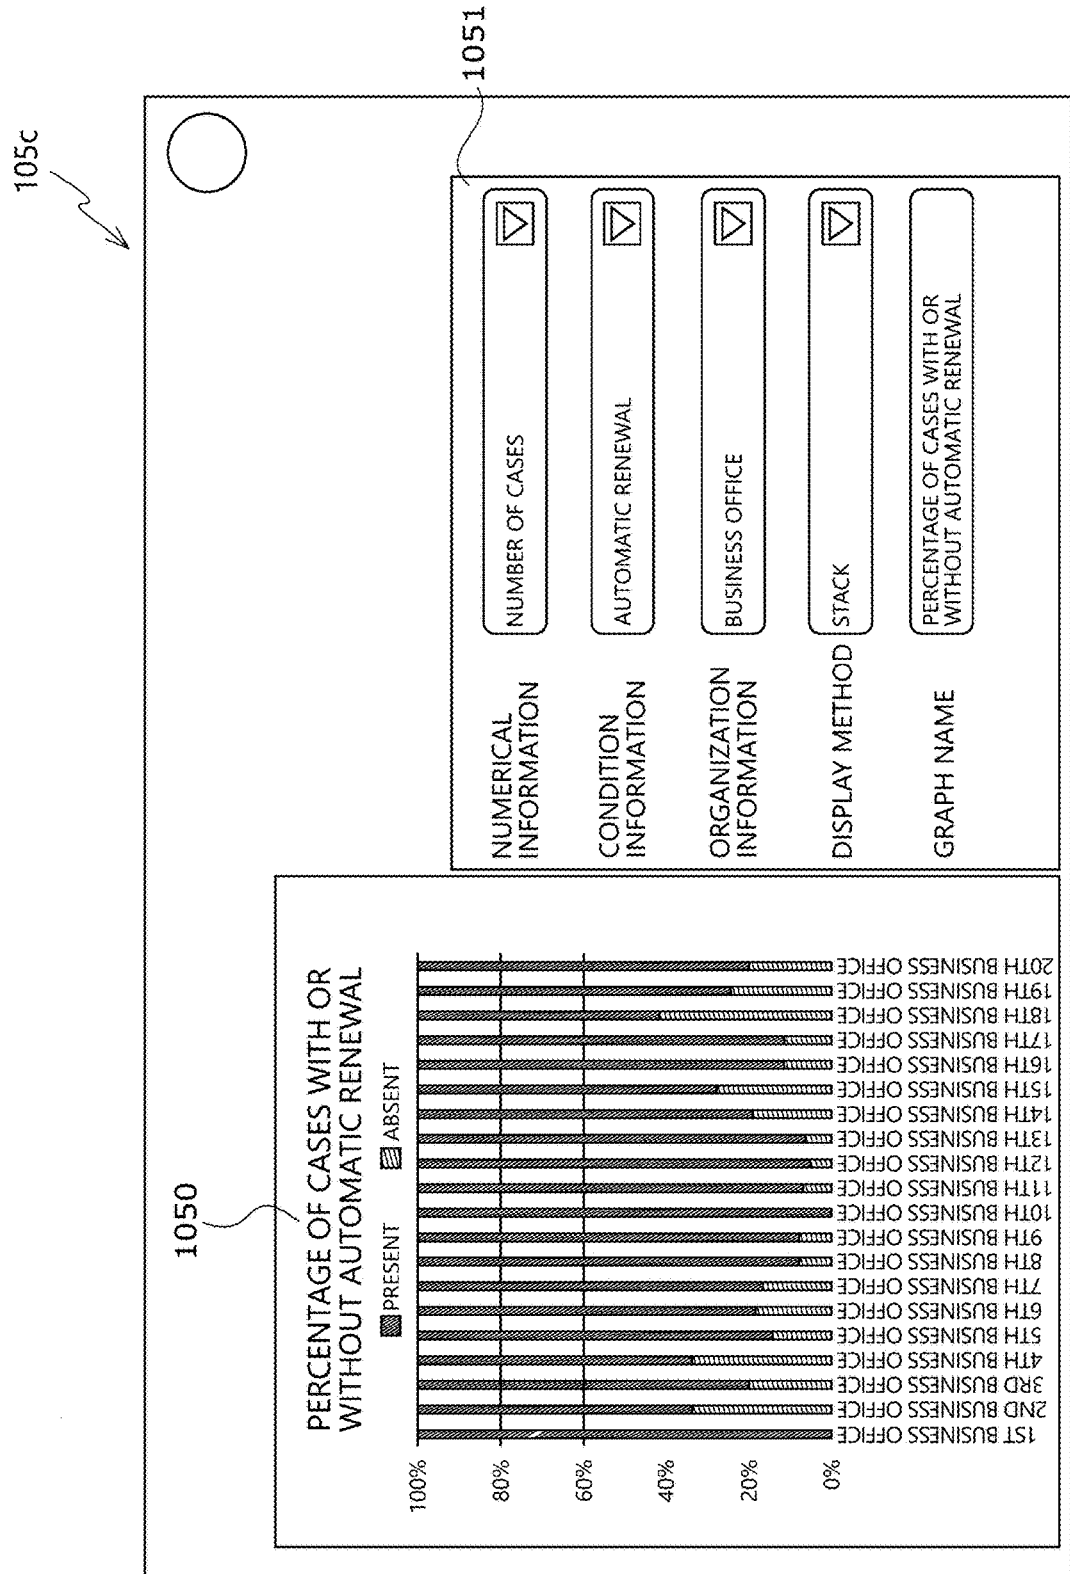 105c
1050
PERCENTAGE OF CASES WITH OR
WITHOUT AUTOMATIC RENEWAL
PRESENT
ABSENT
100%
80%
60%
40%
20%
0%
1ST BUSINESS OFFICE
2ND BUSINESS OFFICE
3RD BUSINESS OFFICE
4TH BUSINESS OFFICE
5TH BUSINESS OFFICE
6TH BUSINESS OFFICE
7TH BUSINESS OFFICE
8TH BUSINESS OFFICE
9TH BUSINESS OFFICE
10TH BUSINESS OFFICE
11TH BUSINESS OFFICE
12TH BUSINESS OFFICE
13TH BUSINESS OFFICE
14TH BUSINESS OFFICE
15TH BUSINESS OFFICE
16TH BUSINESS OFFICE
17TH BUSINESS OFFICE
18TH BUSINESS OFFICE
19TH BUSINESS OFFICE
20TH BUSINESS OFFICE
1051
NUMERICAL
INFORMATION
NUMBER OF CASES
CONDITION
INFORMATION
AUTOMATIC RENEWAL
ORGANIZATION
INFORMATION
BUSINESS OFFICE
DISPLAY METHOD
STACK
GRAPH NAME
PERCENTAGE OF CASES WITH OR
WITHOUT AUTOMATIC RENEWAL